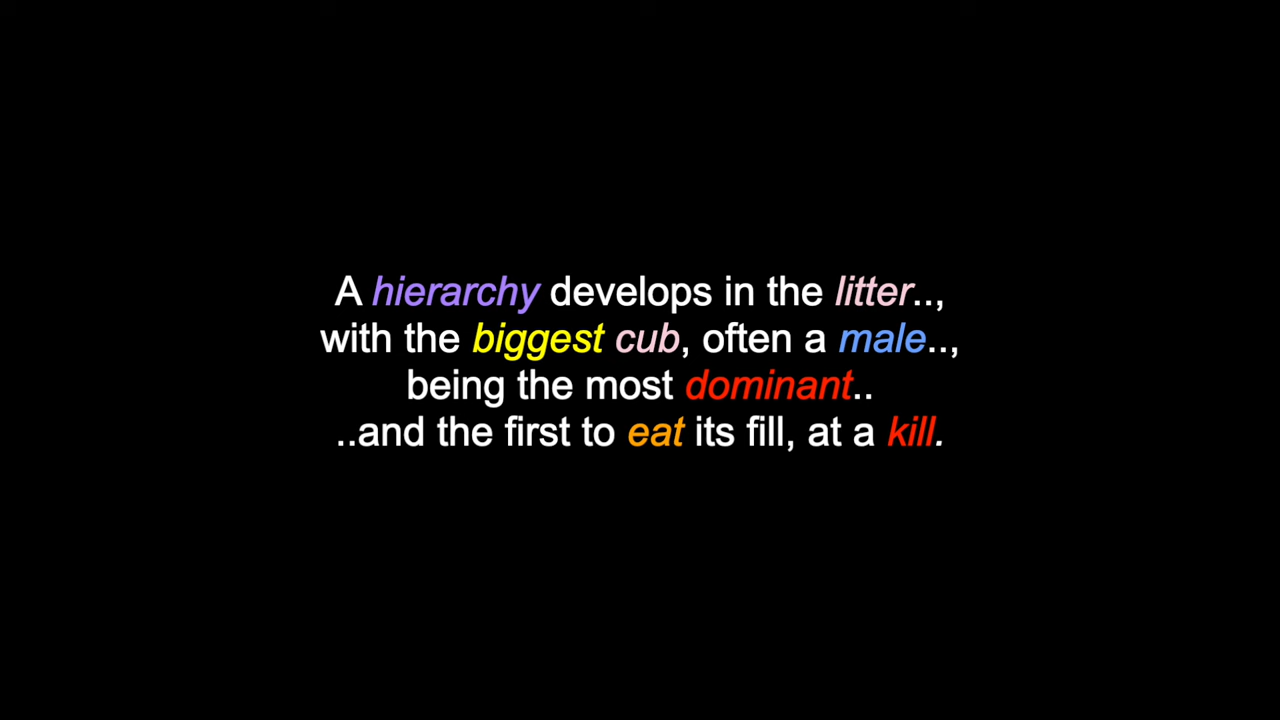 A hierarchy develops in the litter..,
with the biggest cub, often a male..,
being the most dominant..
..and the first to eat its fill, at a kill.